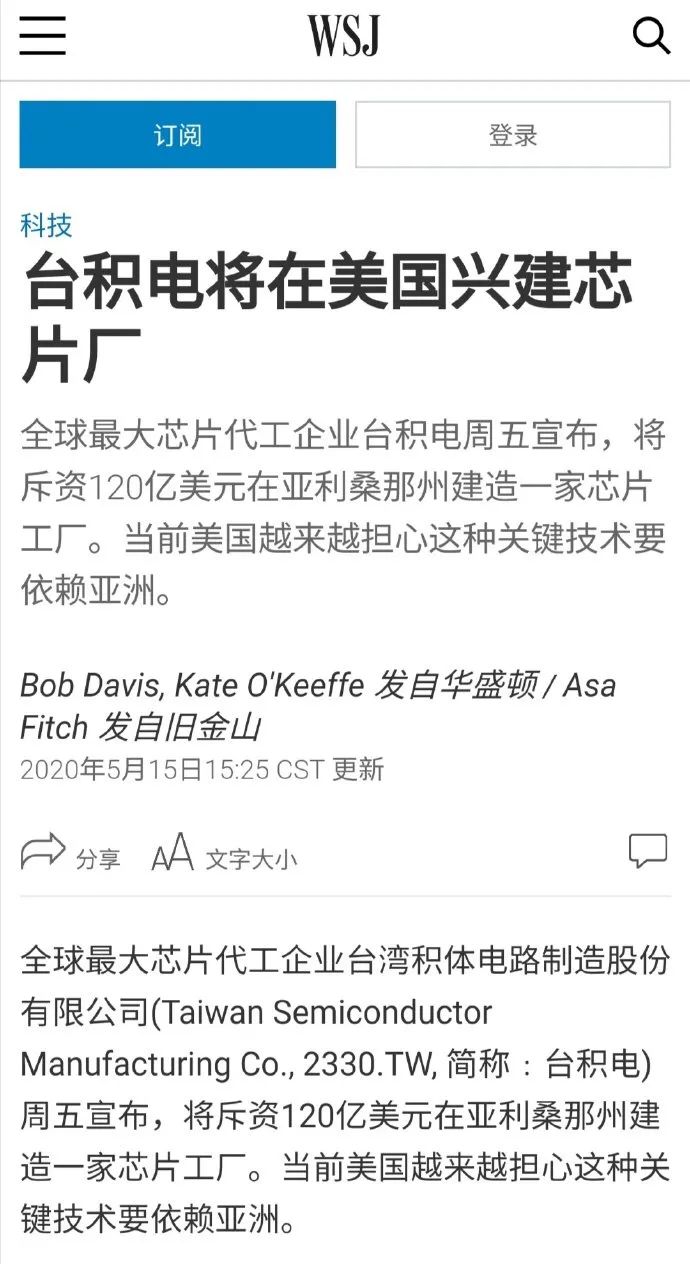 WSJ
订阅
登录
科技
台积电将在美国兴建芯
片厂
全球最大芯片代工企业台积电周五宣布，将
斥资120亿美元在亚利桑那州建造一家芯片
工厂。当前美国越来越担心这种关键技术要
依赖亚洲。
Bob Davis, Kate O'Keeffe 发自华盛顿 / Asa
Fitch 发自旧金山
2020年5月15日15:25 CST 更新
分享
AA 文字大小
全球最大芯片代工企业台湾积体电路制造股份
有限公司(Taiwan Semiconductor
Manufacturing Co., 2330.TW, 简称：台积电)
周五宣布，将斥资120亿美元在亚利桑那州建
造一家芯片工厂。当前美国越来越担心这种关
键技术要依赖亚洲。